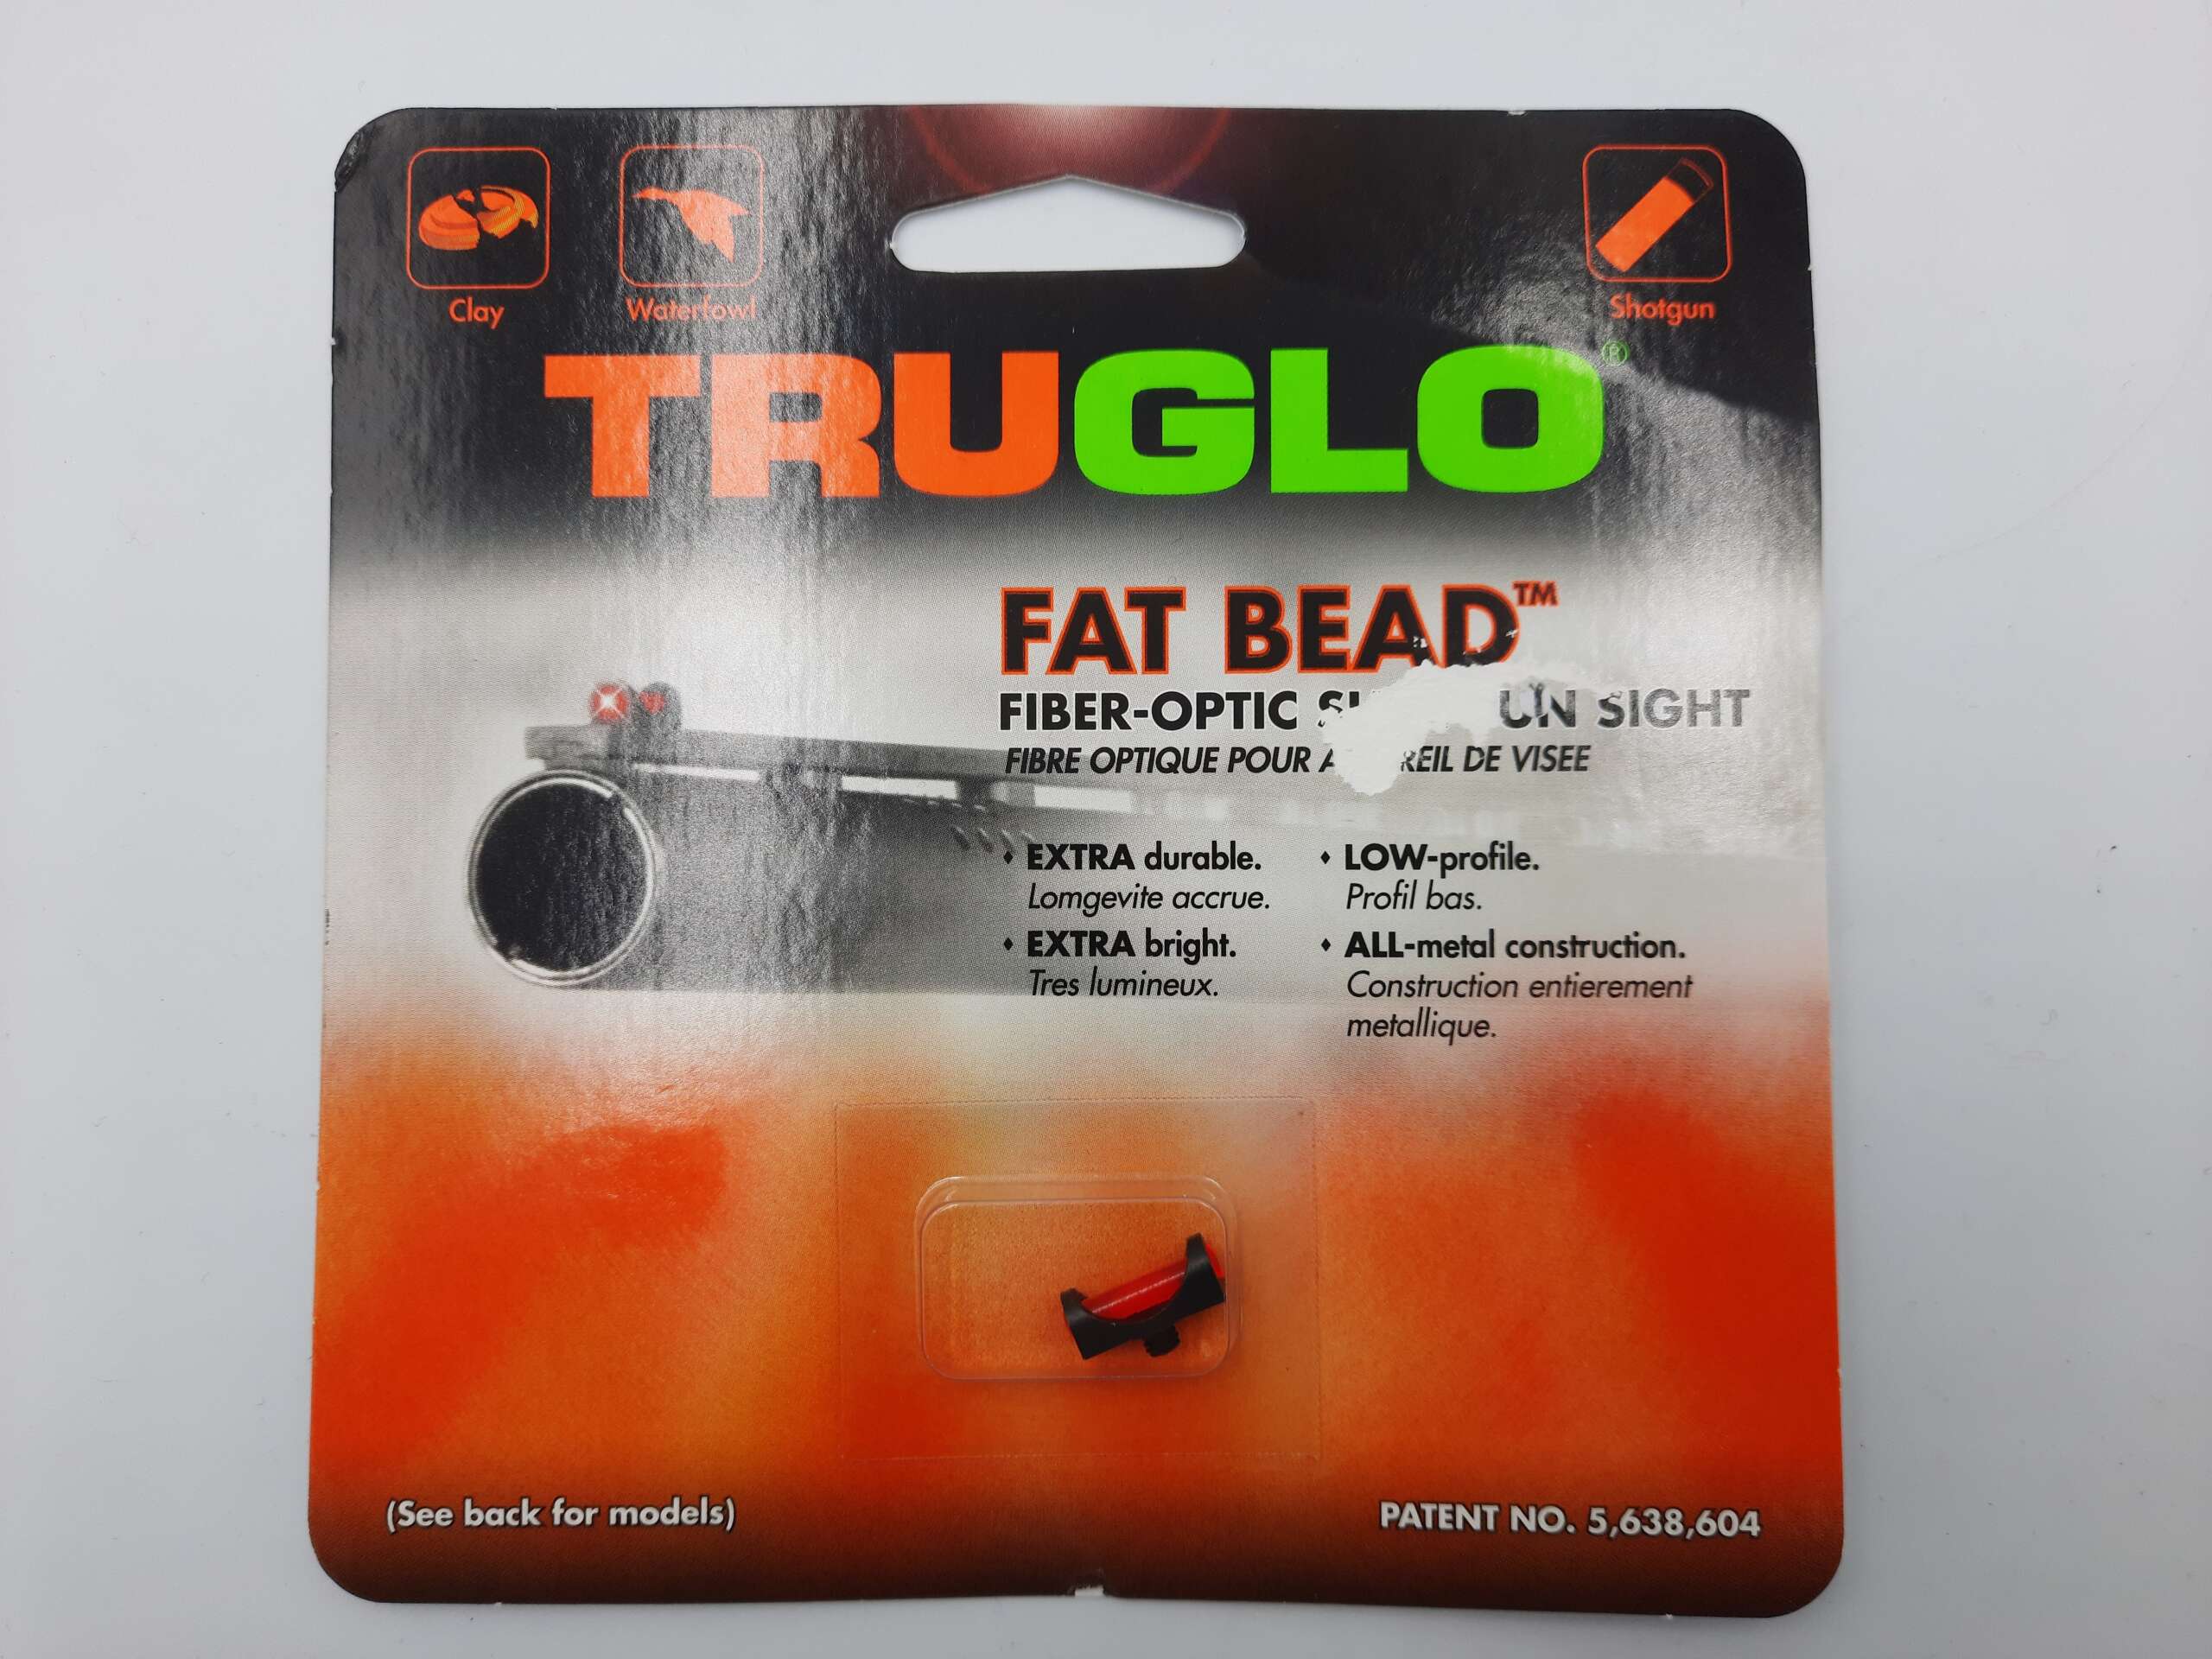 Clay
Waterfowl
Shotgun
TRUGLO®
FAT BEAD™
FIBER-OPTIC SIGHT
FIBRE OPTIQUE POUR DE VISEE
• EXTRA durable.
Lomgevite accrue.
• EXTRA bright.
Tres lumineux.
• LOW-profile.
Profil bas.
• ALL-metal construction.
Construction entierement
metallique.
(See back for models)
PATENT NO. 5,638,604